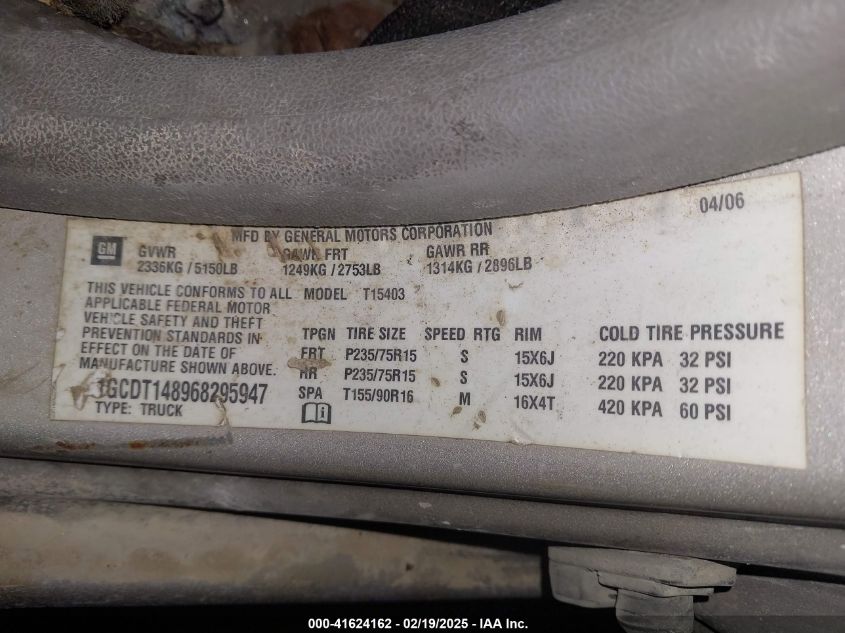 04/06
MFD BY GENERAL MOTORS CORPORATION
GM GVWR GAWR FRT GAWR RR
2336KG / 5150LB 1249KG / 2753LB 1314KG / 2896LB
THIS VEHICLE CONFORMS TO ALL
APPLICABLE FEDERAL MOTOR
VEHICLE SAFETY AND THEFT
PREVENTION STANDARDS IN
EFFECT ON THE DATE OF
MANUFACTURE SHOWN ABOVE.
1GCDT148968295947
TYPE: TRUCK
MODEL T15403
TPGN TIRE SIZE SPEED RTG RIM COLD TIRE PRESSURE
FRT P235/75R15 S 15X6J 220 KPA 32 PSI
RR P235/75R15 S 15X6J 220 KPA 32 PSI
SPA T155/90R16 M 16X4T 420 KPA 60 PSI
000-41624162 - 02/19/2025 - IAA Inc.